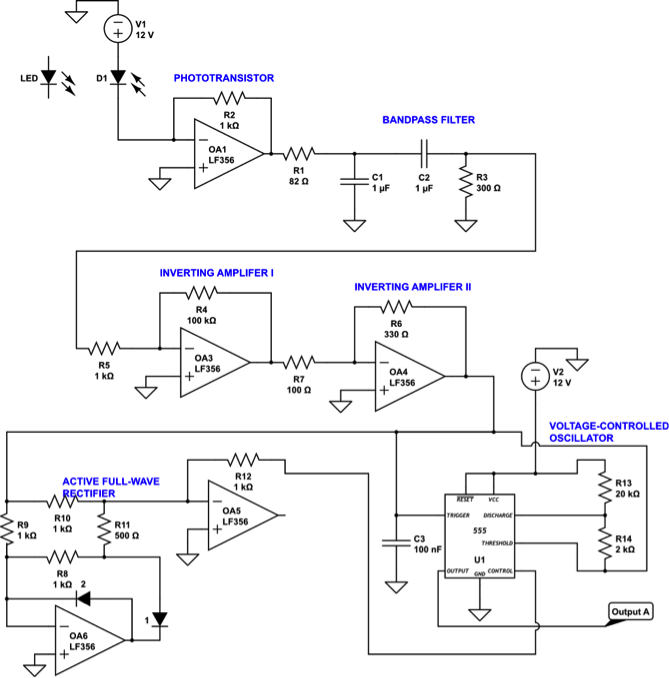 V1
12 V
LED
D1
PHOTOTRANSISTOR
R2
1 kΩ
BANDPASS FILTER
−
+
OA1
LF356
R1
82 Ω
C1
1 µF
C2
1 µF
R3
300 Ω
INVERTING AMPLIFER I
INVERTING AMPLIFER II
R4
100 kΩ
R6
330 Ω
R5
1 kΩ
−
+
OA3
LF356
R7
100 Ω
−
+
OA4
LF356
V2
12 V
VOLTAGE-CONTROLLED
OSCILLATOR
ACTIVE FULL-WAVE
RECTIFIER
R12
1 kΩ
R13
20 kΩ
R9
1 kΩ
R10
1 kΩ
R11
500 Ω
−
+
OA5
LF356
RESET VCC
TRIGGER DISCHARGE
555
THRESHOLD
U1
OUTPUT GND CONTROL
C3
100 nF
R14
2 kΩ
R8
1 kΩ
2
1
−
+
OA6
LF356
Output A